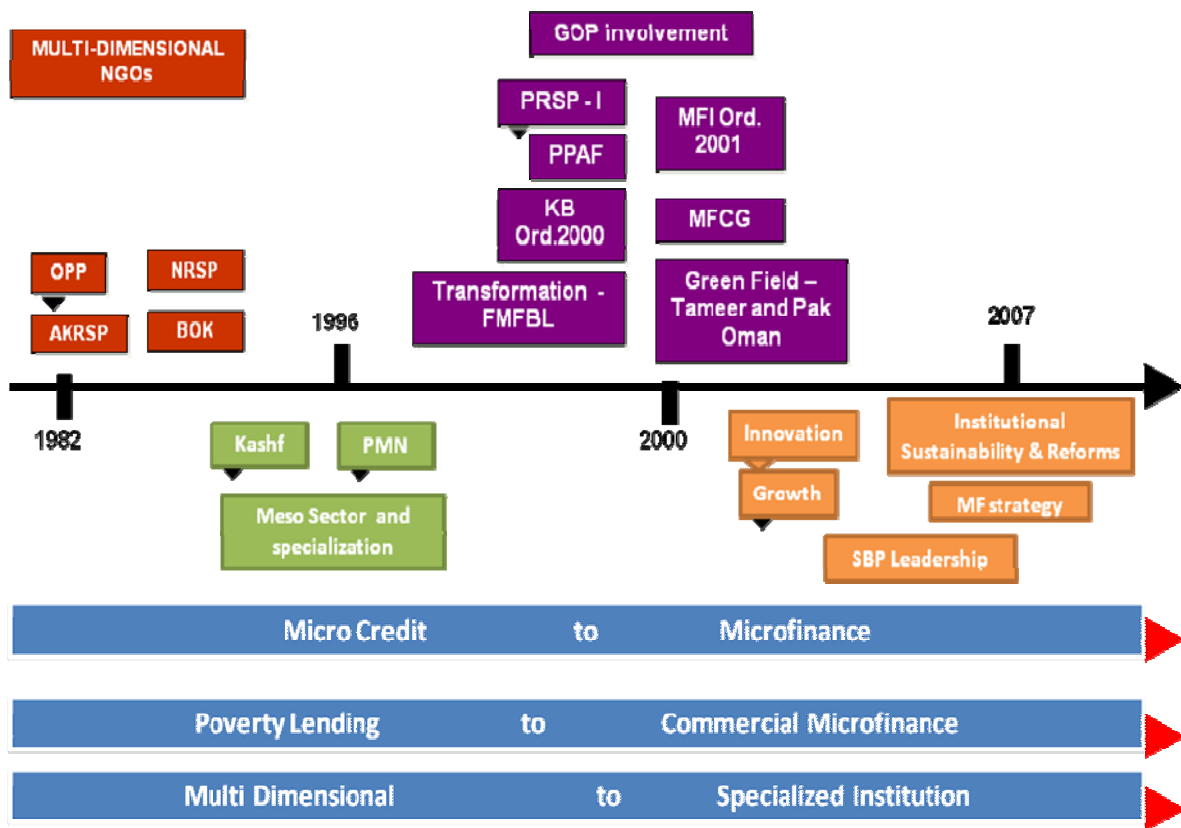 GOP involvement
MULTI-DIMENSIONAL
NGOs
PRSP - I
MFI Ord.
2001
PPAF
KB
Ord.2000
MFCG
OPP
NRSP
Transformation -
FMFBL
Green Field –
Tameer and Pak
Oman
AKRSP
BOK
1996
2007
1982
2000
Kashf
PMN
Meso Sector and
specialization
Innovation
Growth
Institutional
Sustainability & Reforms
MF strategy
SBP Leadership
Micro Credit to Microfinance
Poverty Lending to Commercial Microfinance
Multi Dimensional to Specialized Institution